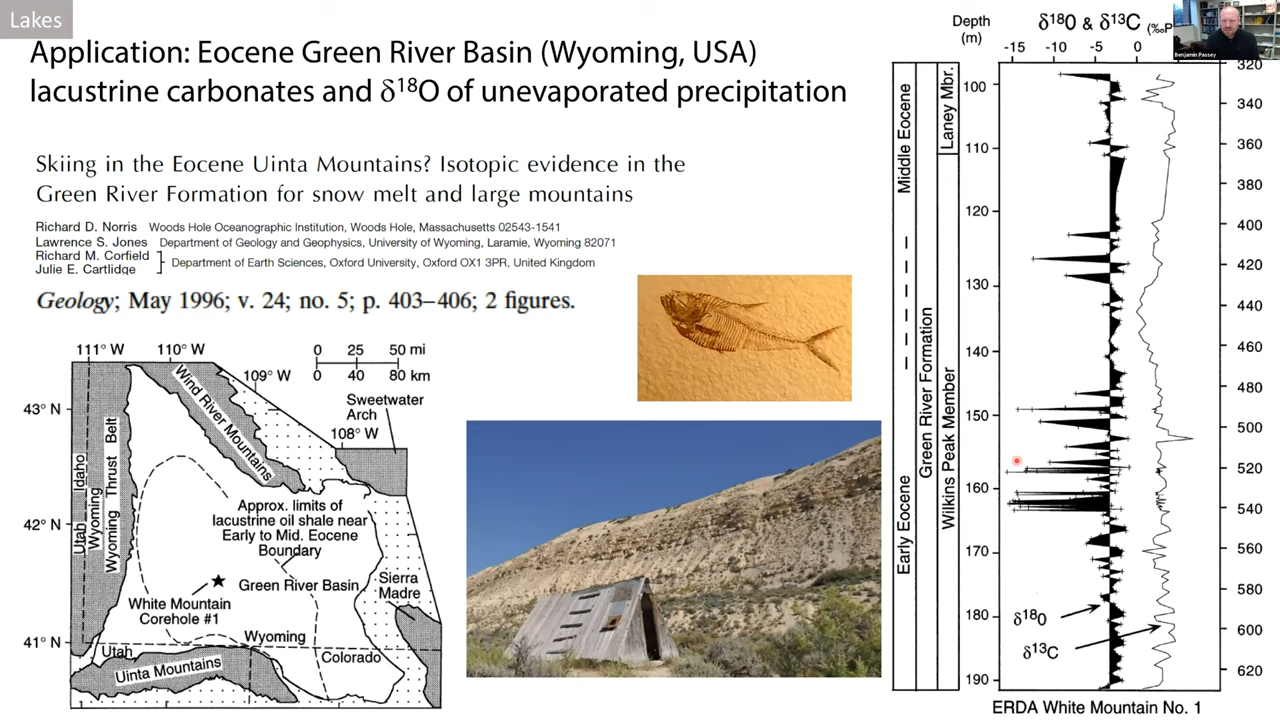 Lakes
Application: Eocene Green River Basin (Wyoming, USA)
lacustrine carbonates and δ¹⁸O of unevaporated precipitation
Skiing in the Eocene Uinta Mountains? Isotopic evidence in the
Green River Formation for snow melt and large mountains
Richard D. Norris Woods Hole Oceanographic Institution, Woods Hole, Massachusetts 02543-1541
Lawrence S. Jones Department of Geology and Geophysics, University of Wyoming, Laramie, Wyoming 82071
Richard M. Corfield
Julie E. Cartlidge
Department of Earth Sciences, Oxford University, Oxford OX1 3PR, United Kingdom
Geology; May 1996; v. 24; no. 5; p. 403–406; 2 figures.
111° W 110° W
109° W
108° W
0 25 50 mi
0 40 80 km
43° N
42° N
41° N
Sweetwater
Arch
Wind River Mountains
Utah Idaho
Wyoming
Wyoming Thrust Belt
Approx. limits of
lacustrine oil shale near
Early to Mid. Eocene
Boundary
Green River Basin
Sierra
Madre
White Mountain
Corehole #1
Wyoming
Utah
Colorado
Uinta Mountains
Depth
(m)
δ¹⁸O & δ¹³C (‰P
-15 -10 -5 0
Benjamin Passey
Middle Eocene
Early Eocene
Green River Formation
Laney Mbr.
Wilkins Peak Member
100
110
120
130
140
150
160
170
180
190
320
340
360
380
400
420
440
460
480
500
520
540
560
580
600
620
δ¹⁸O
δ¹³C
ERDA White Mountain No. 1